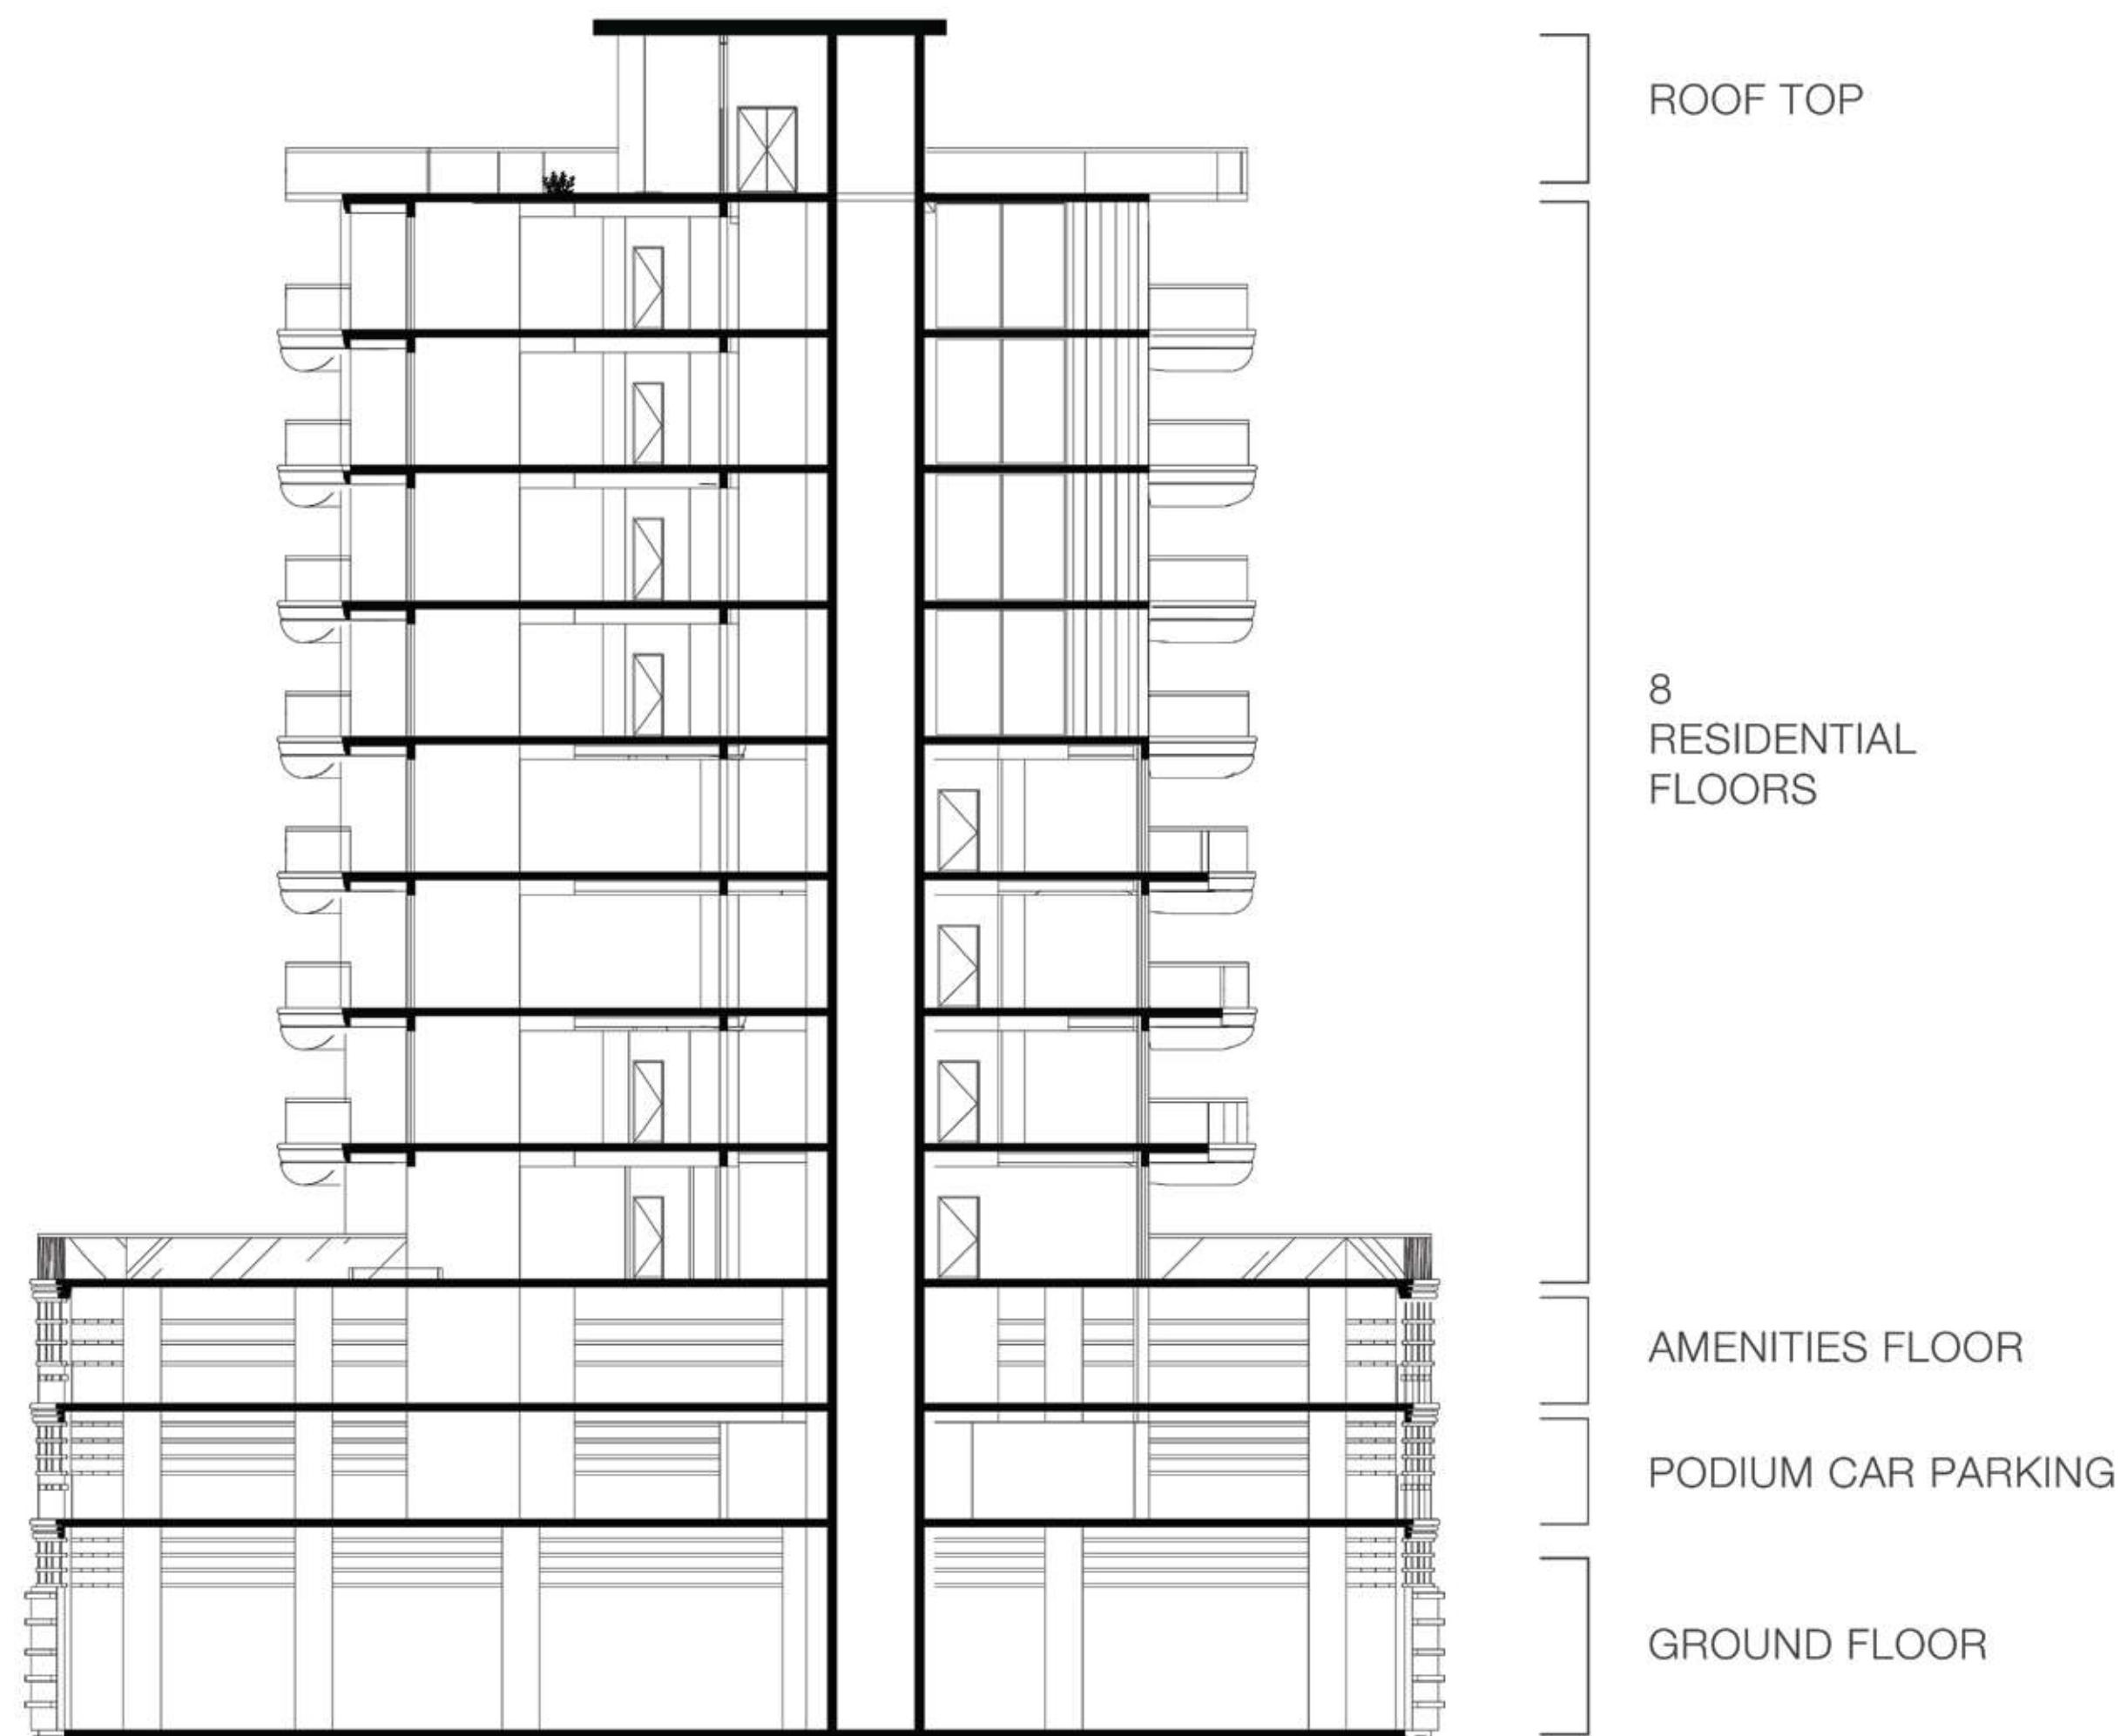 ROOF TOP
8
RESIDENTIAL
FLOORS
AMENITIES FLOOR
PODIUM CAR PARKING
GROUND FLOOR